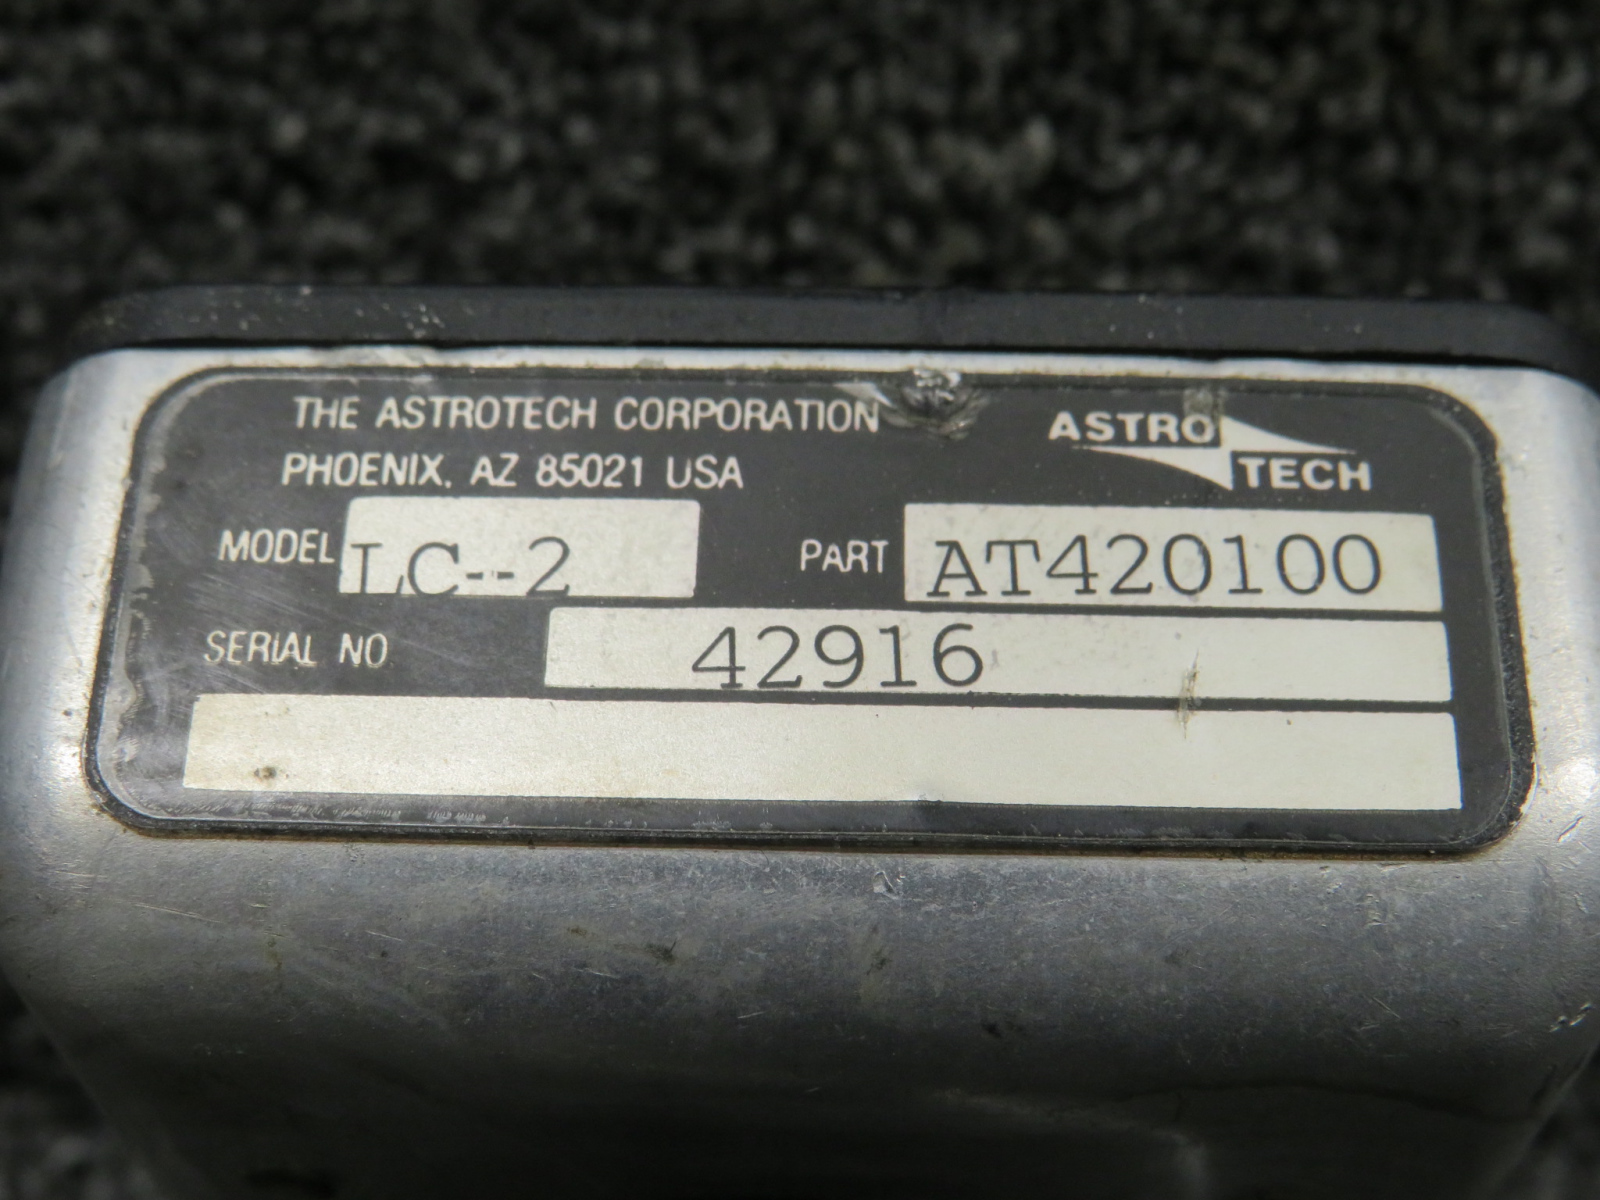 THE ASTROTECH CORPORATION
PHOENIX, AZ 85021 USA
ASTRO
TECH
MODEL LC--2
PART AT420100
SERIAL NO 42916